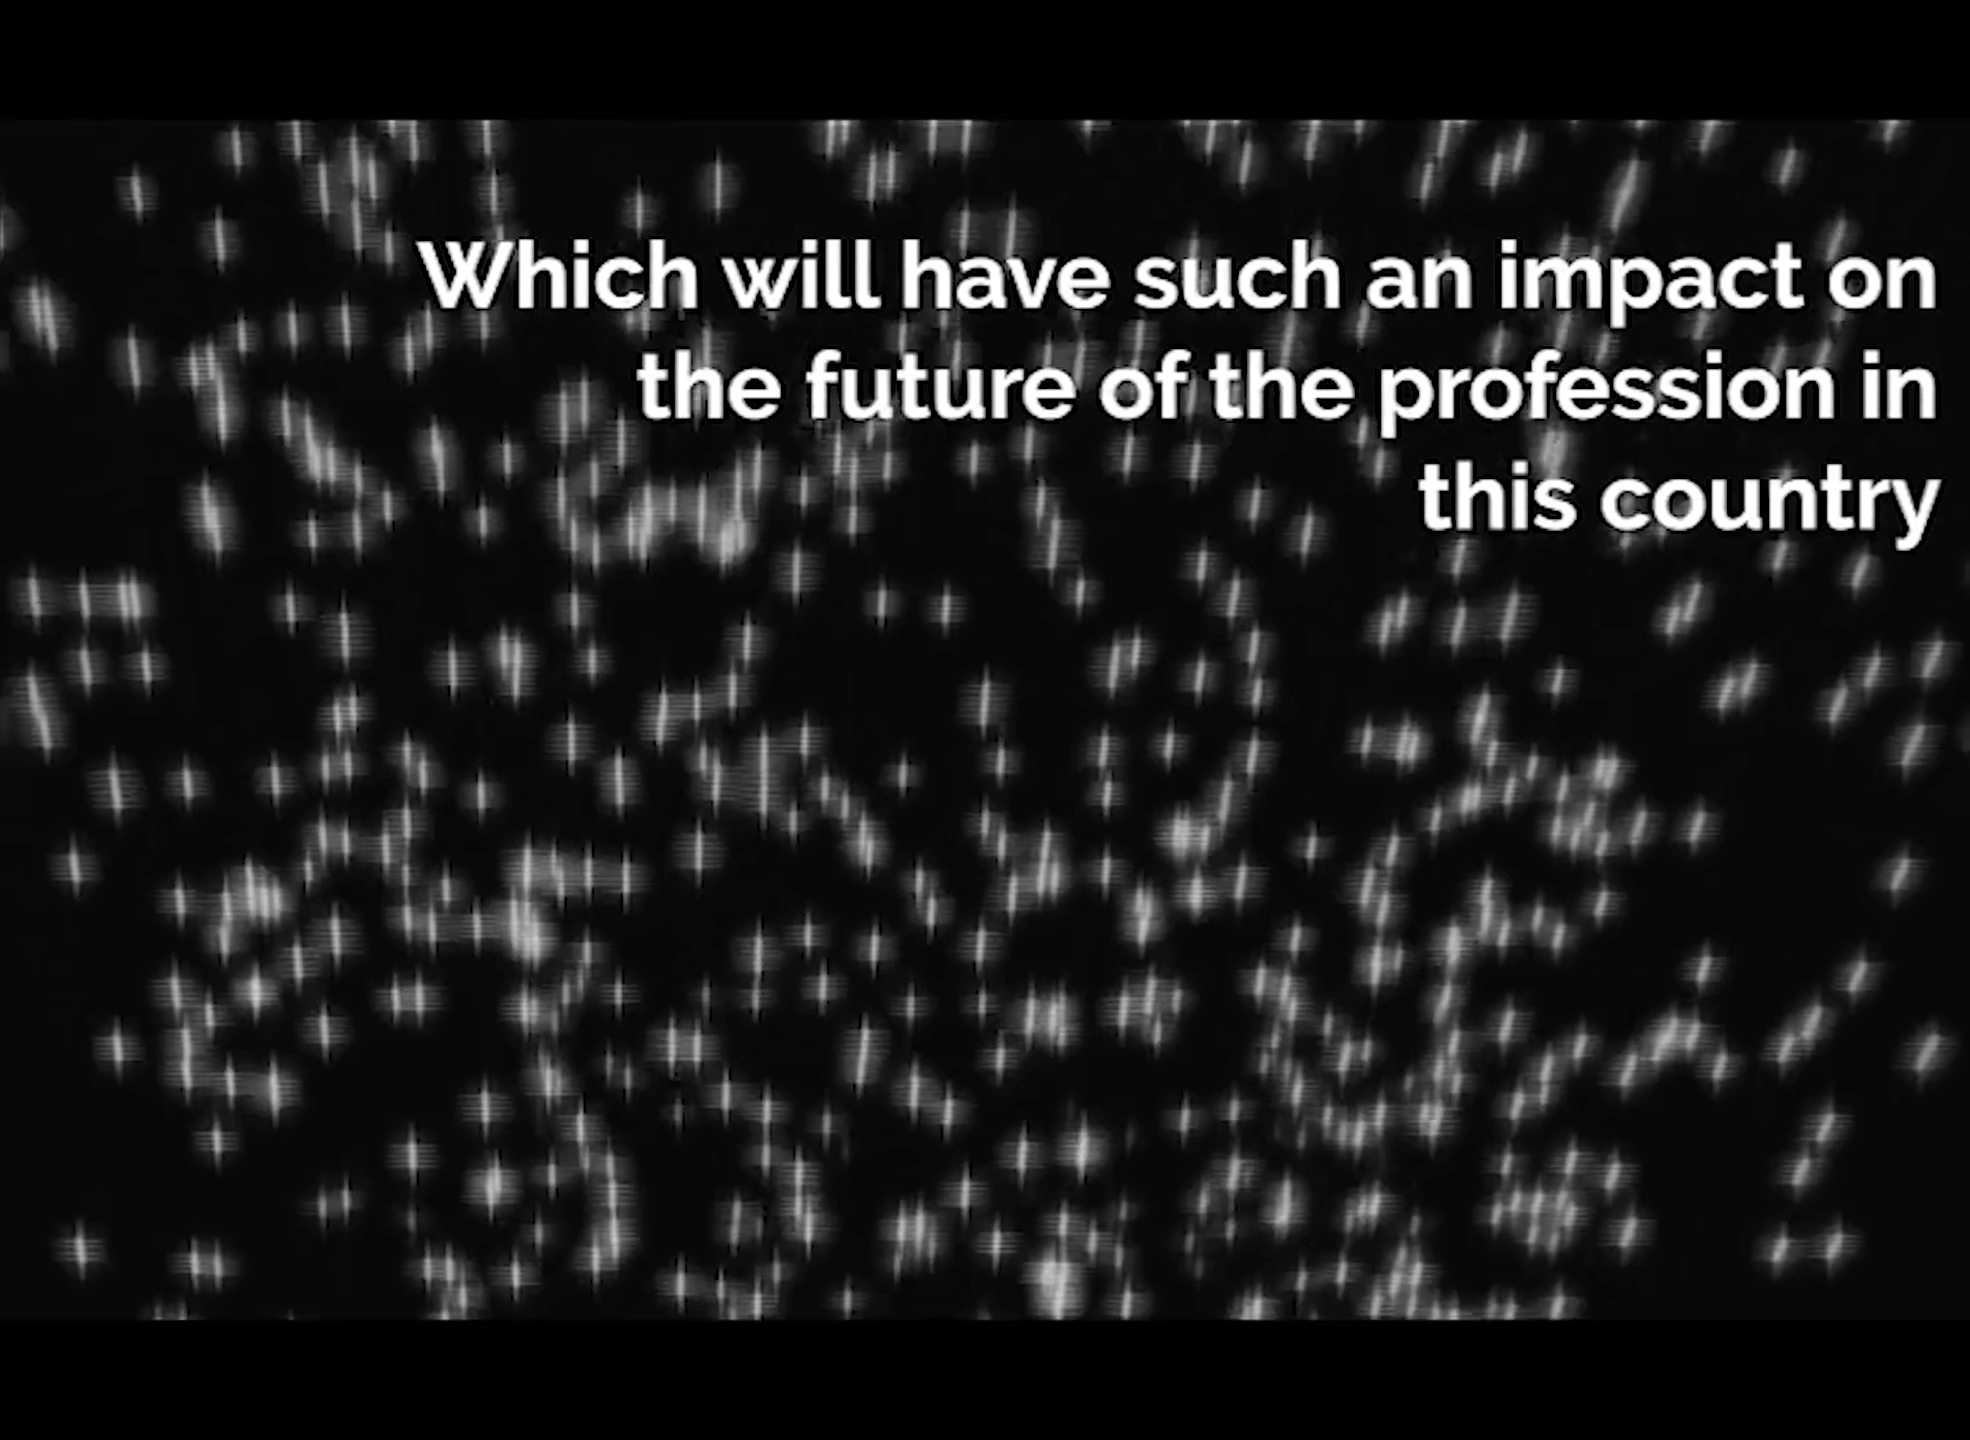 Which will have such an impact on
the future of the profession in
this country